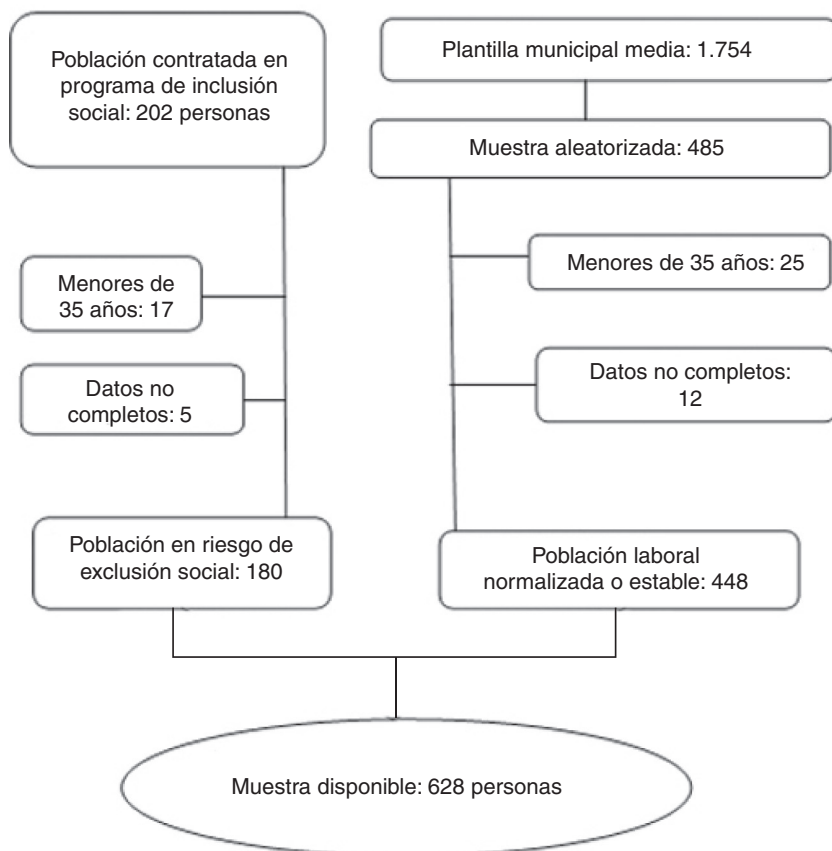 Población contratada en
programa de inclusión
social: 202 personas
Plantilla municipal media: 1.754
Muestra aleatorizada: 485
Menores de
35 años: 17
Menores de 35 años: 25
Datos no
completos: 5
Datos no completos:
12
Población en riesgo de
exclusión social: 180
Población laboral
normalizada o estable: 448
Muestra disponible: 628 personas